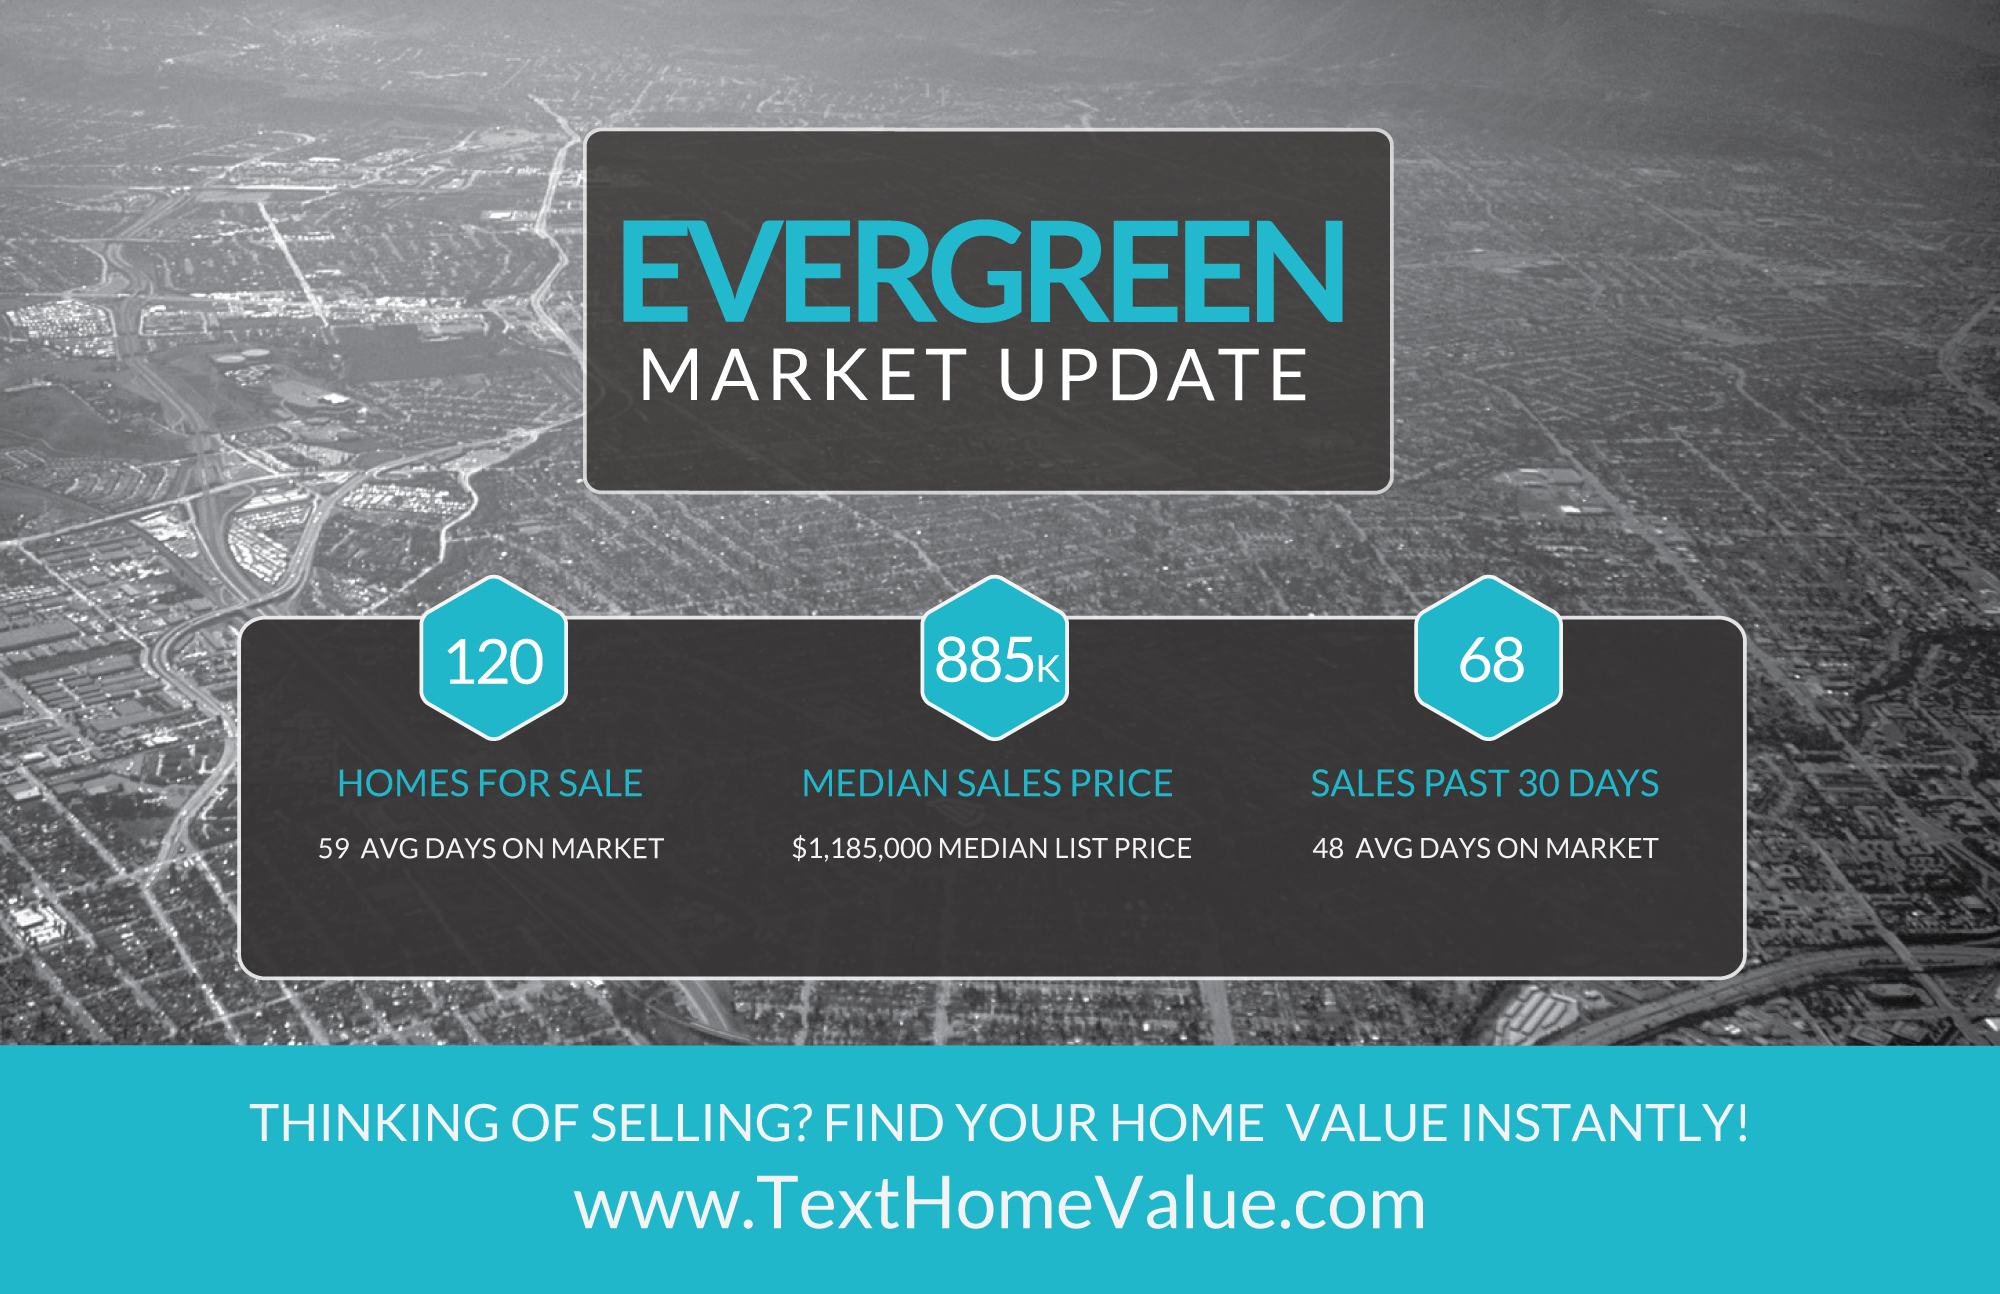 EVERGREEN
MARKET UPDATE
120
HOMES FOR SALE
59 AVG DAYS ON MARKET
885K
MEDIAN SALES PRICE
$1,185,000 MEDIAN LIST PRICE
68
SALES PAST 30 DAYS
48 AVG DAYS ON MARKET
THINKING OF SELLING? FIND YOUR HOME VALUE INSTANTLY!
www.TextHomeValue.com